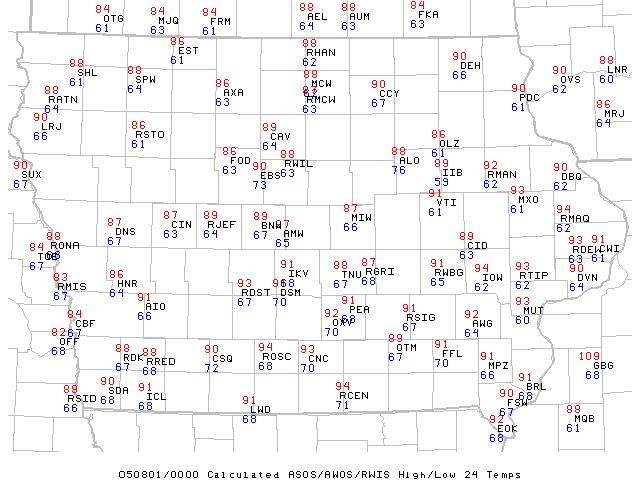 84 84 84 88 88 84
OTG MJQ FRM AEL AUM FKA
61 63 61 64 63 63
86 88 90 88
EST RHAN DEH LNR
61 62 66 60
88 88 88 90
SHL SPW MCW OVS
61 64 62
88 86 90 90 86
RATN AXA RMCW CCY PDC MRJ
64 63 63 67 61 64
90 86 89 86
LRJ RSTO CAV OLZ
66 61 64 61
86 90 88 88 89 92 90
SUX FOD EBS RWIL ALO IIB RMAN DBQ
67 63 73 63 76 59 62 62
90 91 93
VTI MXO
61 61
87 87 89 89 87 94
DNS CIN RJEF BNW AMW MIW RMAQ
67 63 64 67 65 66 62
88 84 89 93 91
RONA CID RDEW CWI
67 63 63 61
83 86 91 88 87 91 94 93 90
RMIS HNR IKV TNU RGRI RWBG IOW RTIP DVN
67 64 68 67 68 65 62 62 64
91 93 91
AIO RDST DSM
66 67 70
84 92 91 91 92 93
CBF OXV PEA RSIG AWG MUT
67 70 68 67 64 60
82 88 88 90 94 93 89 91 91 109
OFF RDK RRED CSQ ROSC CNC OTM FFL MPZ GBG
68 67 68 72 68 70 67 70 66 68
89 90 91 91 94 91 90 88
RSID SDA ICL LWD RCEN BRL FSW MQB
66 68 68 68 71 68 67 61
92
EOK
68
050801/0000 Calculated ASOS/AWOS/RWIS High/Low 24 Temps